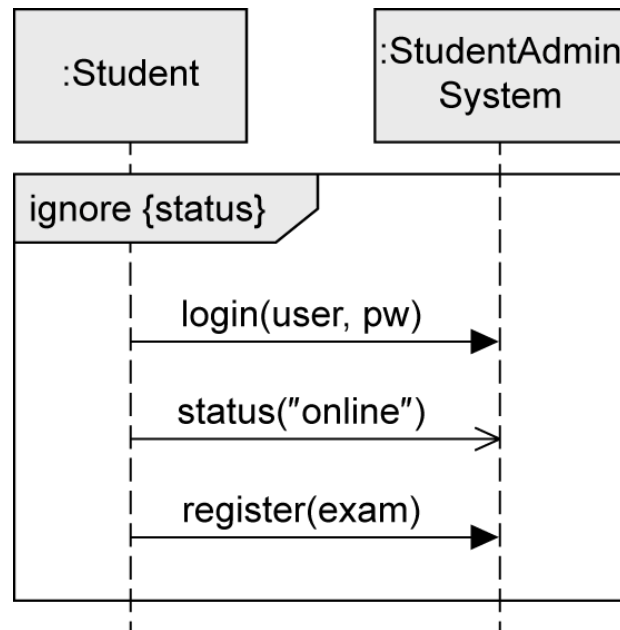 :Student
:StudentAdmin
System
ignore {status}
login(user, pw)
status("online")
register(exam)